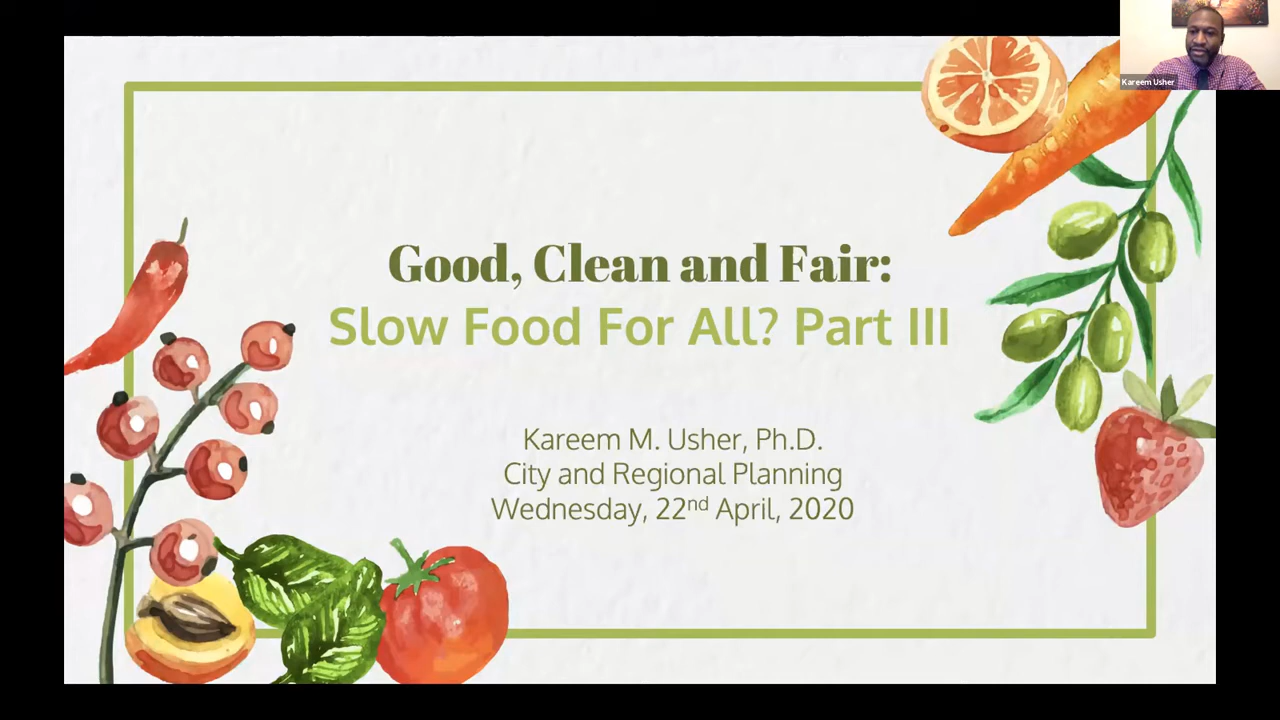 Kareem Usher
Good, Clean and Fair:
Slow Food For All? Part III
Kareem M. Usher, Ph.D.
City and Regional Planning
Wednesday, 22nd April, 2020